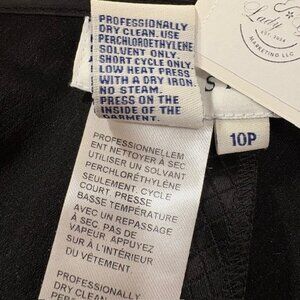 PROFESSIONALLY
DRY CLEAN. USE
PERCHLOROETHYLENE
SOLVENT ONLY.
SHORT CYCLE ONLY.
LOW HEAT PRESS
WITH A DRY IRON.
NO STEAM.
PRESS ON THE
INSIDE OF THE
GARMENT.
Lady
EST.
MARKETING LLC
10P
PROFESSIONNELLEM
ENT NETTOYER À SEC
UTILISER UN SOLVANT
PERCHLORÉTHYLÈNE
SEULEMENT. CYCLE
COURT. PRESSE
BASSE TEMPÉRATURE
AVEC UN REPASSAGE
À SEC. PAS DE
VAPEUR. APPUYEZ
SUR À L'INTÉRIEUR
DU VÊTEMENT.
PROFESSIONALLY
DRY CLEAN